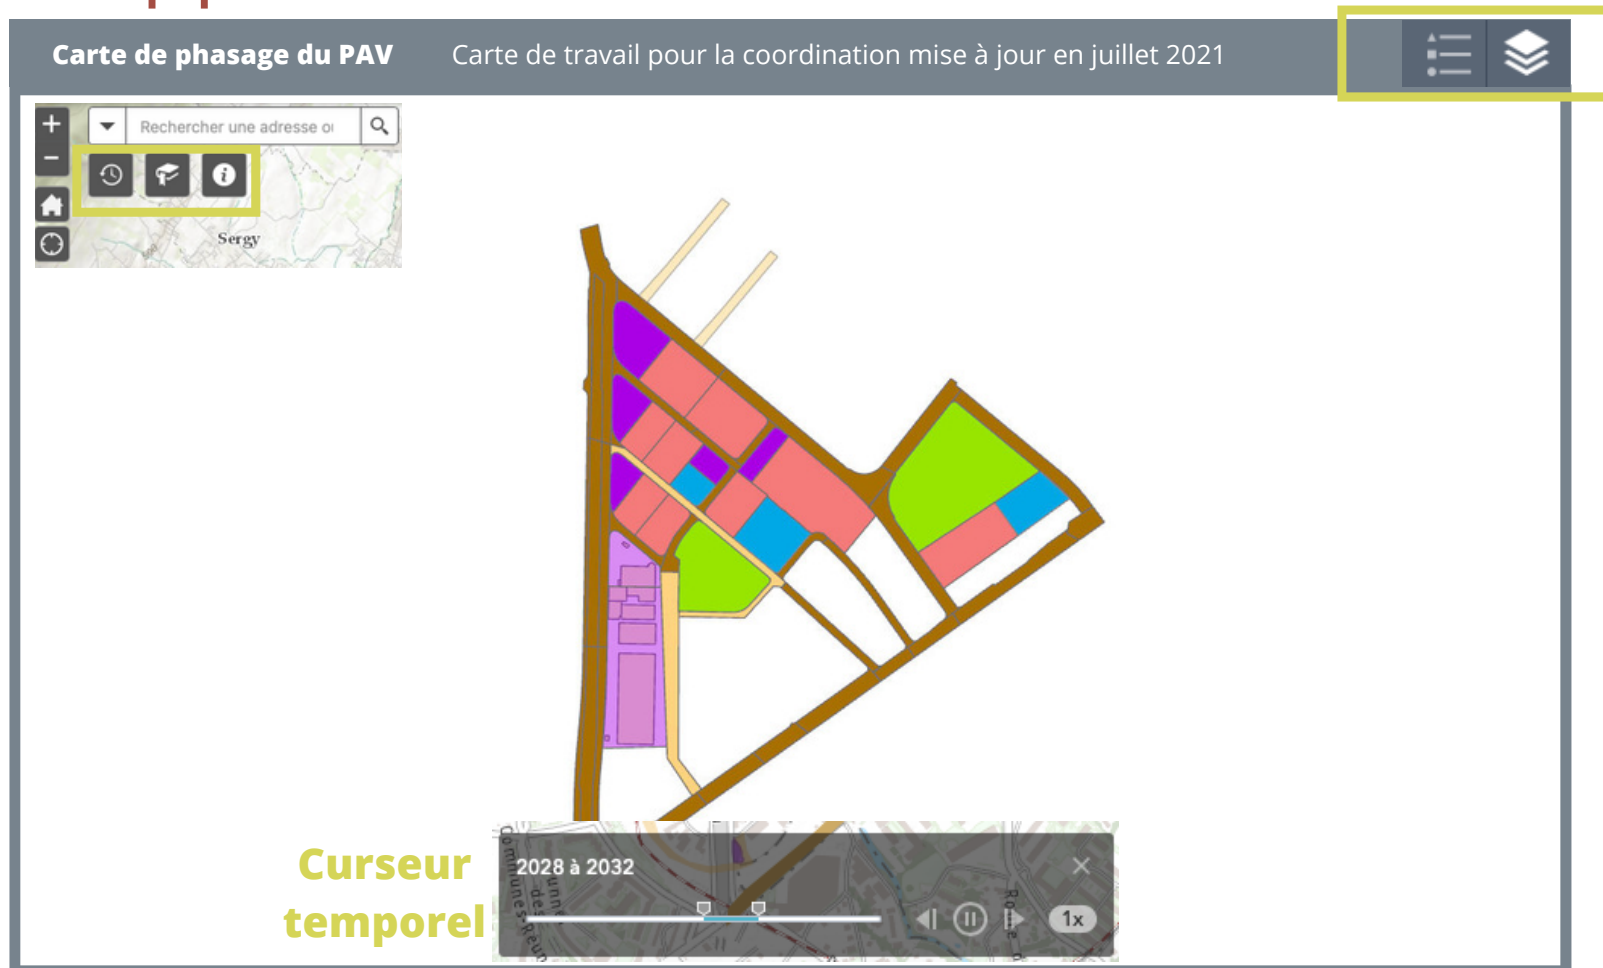 Carte de phasage du PAV Carte de travail pour la coordination mise à jour en juillet 2021
Rechercher une adresse ou
Sergy
Curseur
temporel
2028 à 2032
1x